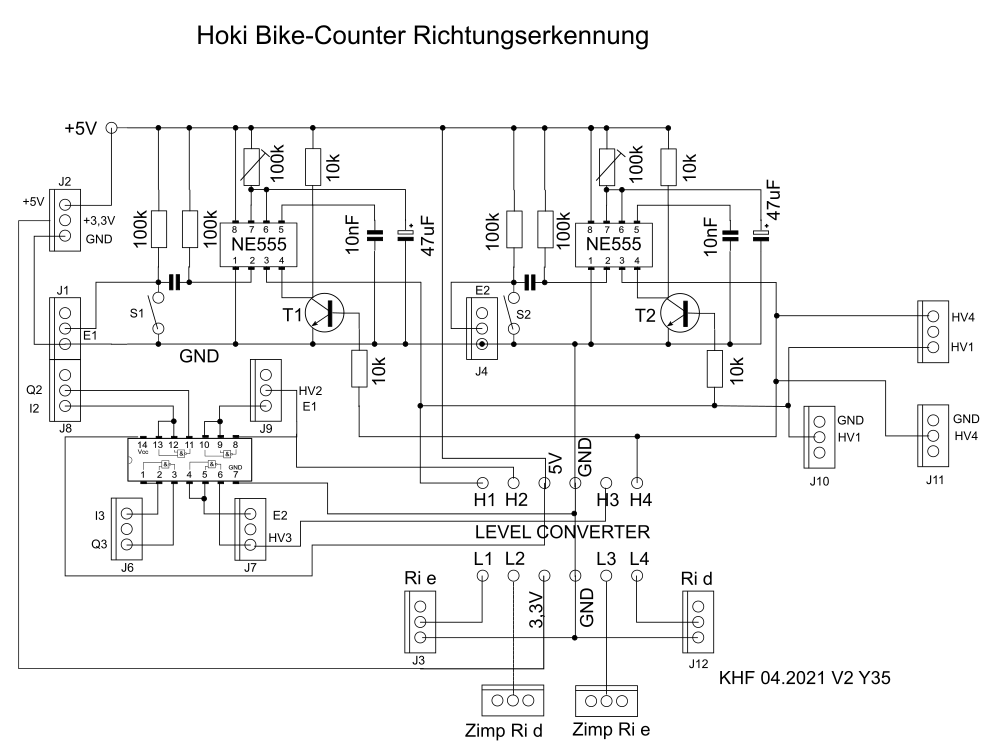 Hoki Bike-Counter Richtungserkennung
+5V
100k
10k
100k
10k
J2
+5V
+3,3V
GND
100k
100k
8 7 6 5
NE555
1 2 3 4
10nF
+
47uF
100k
100k
8 7 6 5
NE555
1 2 3 4
10nF
+
47uF
J1
E1
S1
T1
E2
S2
J4
T2
HV4
HV1
GND
10k
10k
Q2
I2
J8
HV2
E1
J9
GND
HV1
J10
GND
HV4
J11
14 13 12 11 10 9 8
Vcc
& &
& &
GND
1 2 3 4 5 6 7
5V
GND
H1 H2 H3 H4
I3
Q3
J6
E2
HV3
J7
LEVEL CONVERTER
L1 L2 L3 L4
3,3V
GND
Ri e
J3
Ri d
J12
KHF 04.2021 V2 Y35
Zimp Ri d
Zimp Ri e